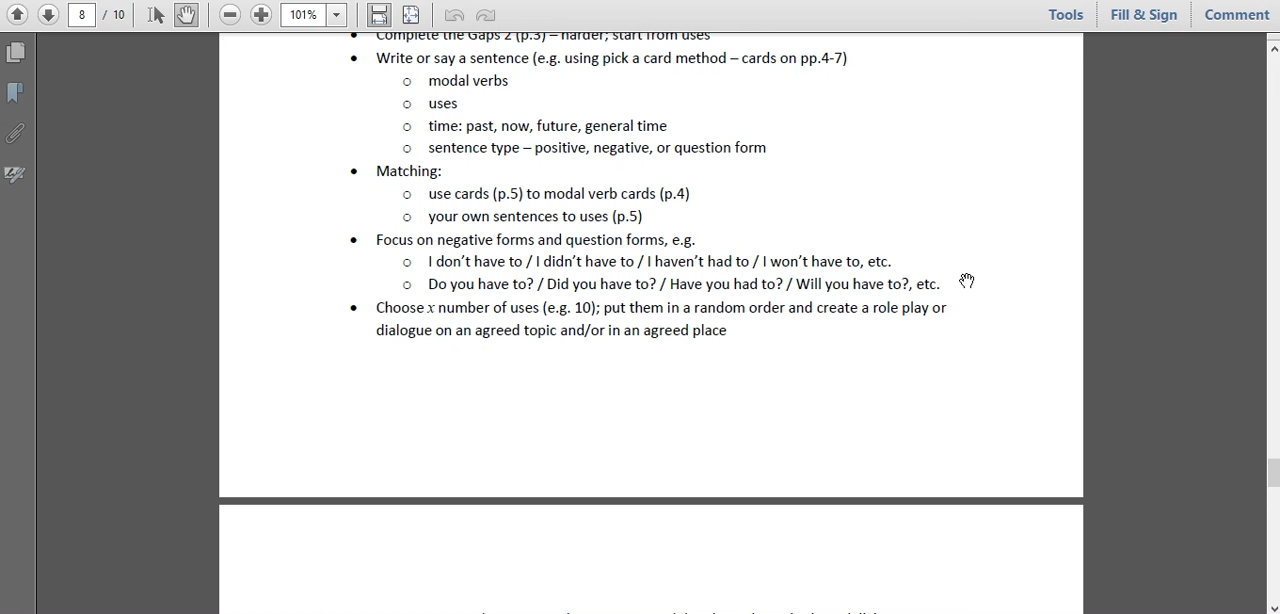 8 / 10
101%
Tools
Fill & Sign
Comment
Complete the Gaps 2 (p.3) – harder; start from uses
• Write or say a sentence (e.g. using pick a card method – cards on pp.4-7)
o modal verbs
o uses
o time: past, now, future, general time
o sentence type – positive, negative, or question form
• Matching:
o use cards (p.5) to modal verb cards (p.4)
o your own sentences to uses (p.5)
• Focus on negative forms and question forms, e.g.
o I don't have to / I didn't have to / I haven't had to / I won't have to, etc.
o Do you have to? / Did you have to? / Have you had to? / Will you have to?, etc.
• Choose x number of uses (e.g. 10); put them in a random order and create a role play or
dialogue on an agreed topic and/or in an agreed place